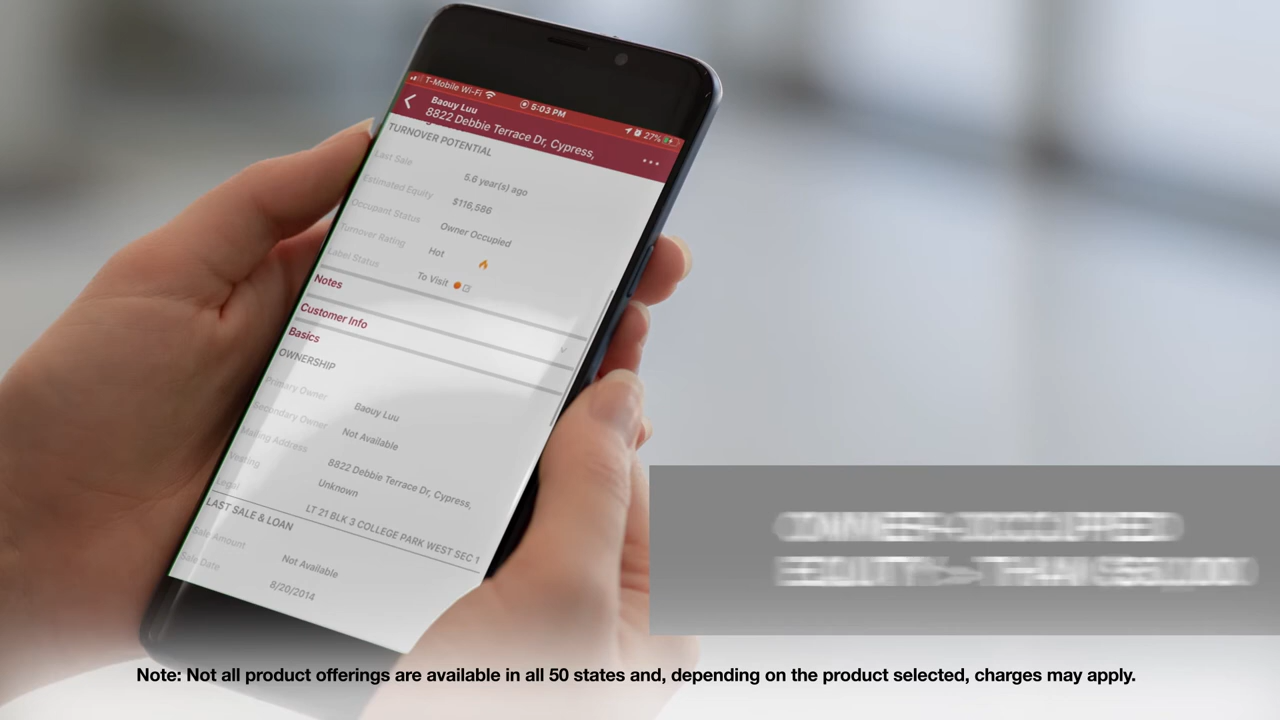 T-Mobile Wi-Fi 5:03 PM 27%
Baouy Luu
8822 Debbie Terrace Dr, Cypress,
TURNOVER POTENTIAL
Last Sale 5.6 year(s) ago
Estimated Equity $116,586
Occupant Status Owner Occupied
Turnover Rating Hot
Label Status To Visit
Notes
Customer Info
Basics
OWNERSHIP
Primary Owner Baouy Luu
Secondary Owner Not Available
Mailing Address 8822 Debbie Terrace Dr, Cypress,
Vesting Unknown
Legal LT 21 BLK 3 COLLEGE PARK WEST SEC 1
LAST SALE & LOAN
Sale Amount Not Available
Sale Date 8/20/2014
EQUITY > THAN
Note: Not all product offerings are available in all 50 states and, depending on the product selected, charges may apply.